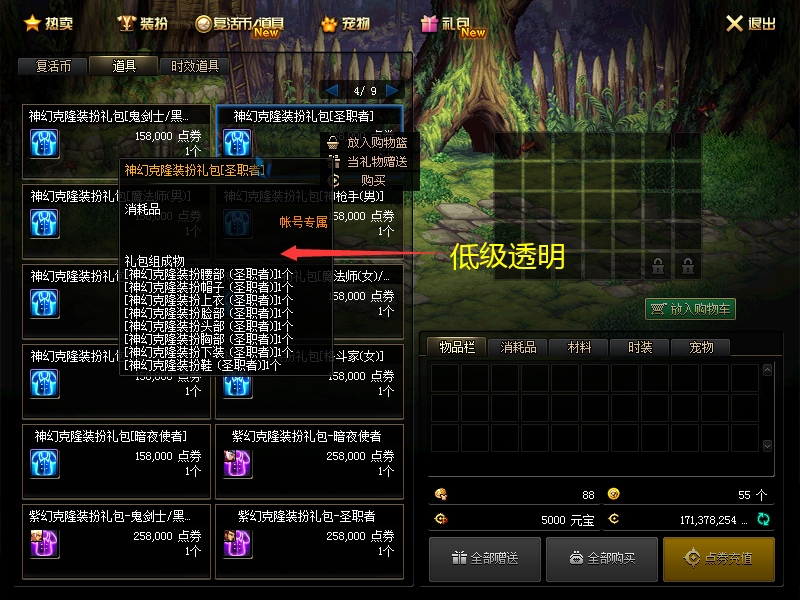 热卖
装扮
复活币/道具
New
宠物
礼包
New
退出
复活币
道具
时效道具
4/ 9
神幻克隆装扮礼包[鬼剑士/黑...
158,000 点券
1个
神幻克隆装扮礼包[圣职者]
放入购物篮
当礼物赠送
购买
神幻克隆装扮礼包[圣职者]
消耗品
帐号专属
礼包组成物
[神幻克隆装扮腰部 (圣职者)]1个
[神幻克隆装扮帽子 (圣职者)]1个
[神幻克隆装扮上衣 (圣职者)]1个
[神幻克隆装扮脸部 (圣职者)]1个
[神幻克隆装扮头部 (圣职者)]1个
[神幻克隆装扮胸部 (圣职者)]1个
[神幻克隆装扮下装 (圣职者)]1个
[神幻克隆装扮鞋 (圣职者)]1个
低级透明
神幻克隆装扮礼包[魔法师(男)]
神枪手(男)]
58,000 点券
1个
神幻克隆装扮礼
魔法师(女)/...
58,000 点券
1个
神幻克隆装扮礼包
格斗家(女)]
158,000 点券
1个
158,000 点券
1个
神幻克隆装扮礼包[暗夜使者]
158,000 点券
1个
紫幻克隆装扮礼包-暗夜使者
258,000 点券
1个
紫幻克隆装扮礼包-鬼剑士/黑...
258,000 点券
1个
紫幻克隆装扮礼包-圣职者
258,000 点券
1个
放入购物车
物品栏
消耗品
材料
时装
宠物
88
55 个
5000 元宝
171,378,254 ...
全部赠送
全部购买
点券充值